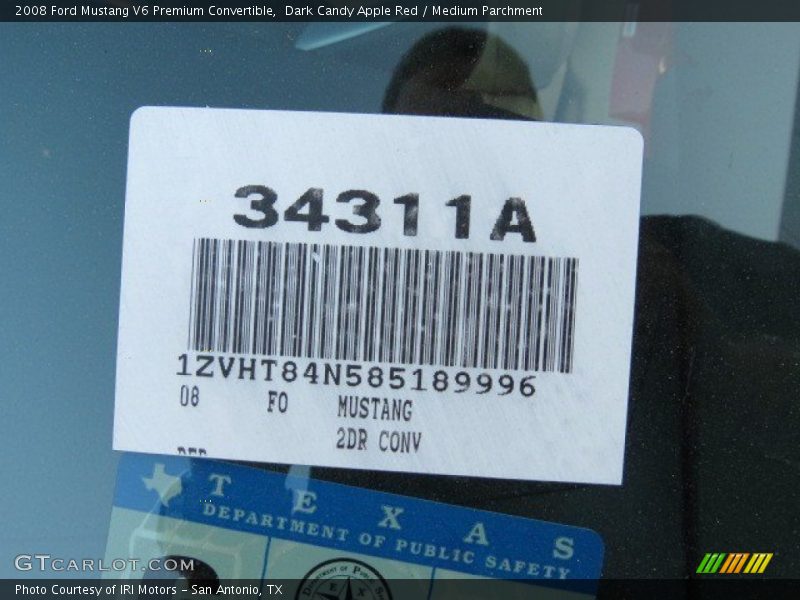 2008 Ford Mustang V6 Premium Convertible,  Dark Candy Apple Red / Medium Parchment
34311A
1ZVHT84N585189996
08 FO MUSTANG
2DR CONV
RED
TEXAS
DEPARTMENT OF PUBLIC SAFETY
GTCARLOT.COM
Photo Courtesy of IRI Motors - San Antonio, TX